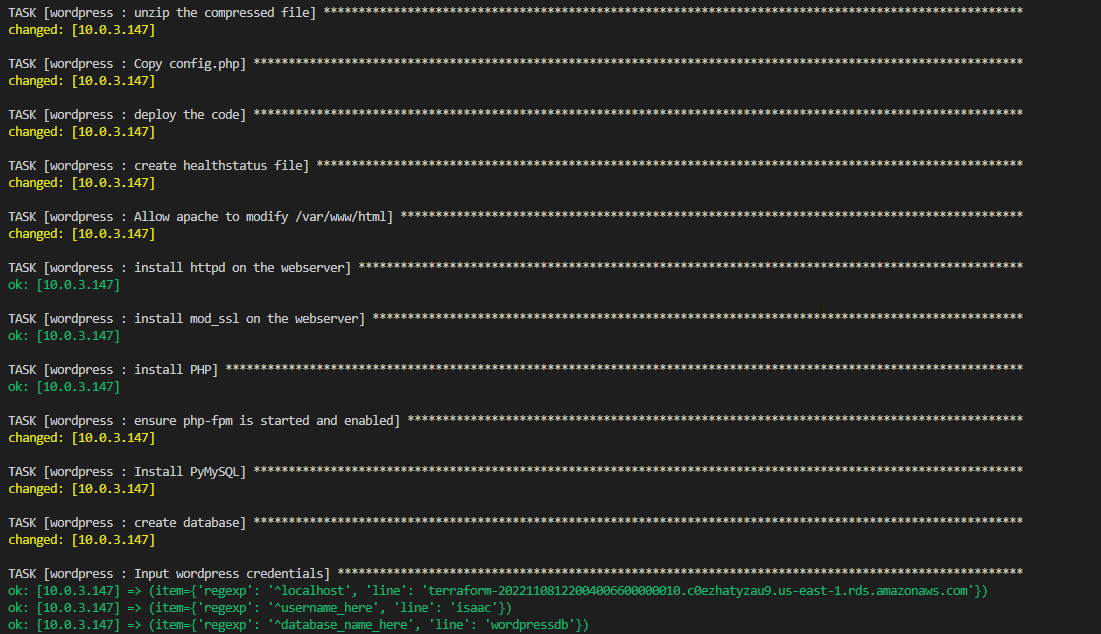 TASK [wordpress : unzip the compressed file] ****************************************************************************************************
changed: [10.0.3.147]
TASK [wordpress : Copy config.php] **************************************************************************************************************
changed: [10.0.3.147]
TASK [wordpress : deploy the code] **************************************************************************************************************
changed: [10.0.3.147]
TASK [wordpress : create healthstatus file] *****************************************************************************************************
changed: [10.0.3.147]
TASK [wordpress : Allow apache to modify /var/www/html] *****************************************************************************************
changed: [10.0.3.147]
TASK [wordpress : install httpd on the webserver] ***********************************************************************************************
ok: [10.0.3.147]
TASK [wordpress : install mod_ssl on the webserver] *********************************************************************************************
ok: [10.0.3.147]
TASK [wordpress : install PHP] ******************************************************************************************************************
ok: [10.0.3.147]
TASK [wordpress : ensure php-fpm is started and enabled] ****************************************************************************************
changed: [10.0.3.147]
TASK [wordpress : Install PyMySQL] **************************************************************************************************************
changed: [10.0.3.147]
TASK [wordpress : create database] **************************************************************************************************************
changed: [10.0.3.147]
TASK [wordpress : Input wordpress credentials] **************************************************************************************************
ok: [10.0.3.147] => (item={'regexp': '^localhost', 'line': 'terraform-20221108122004006600000010.c0ezhatyzau9.us-east-1.rds.amazonaws.com'})
ok: [10.0.3.147] => (item={'regexp': '^username_here', 'line': 'isaac'})
ok: [10.0.3.147] => (item={'regexp': '^database_name_here', 'line': 'wordpressdb'})